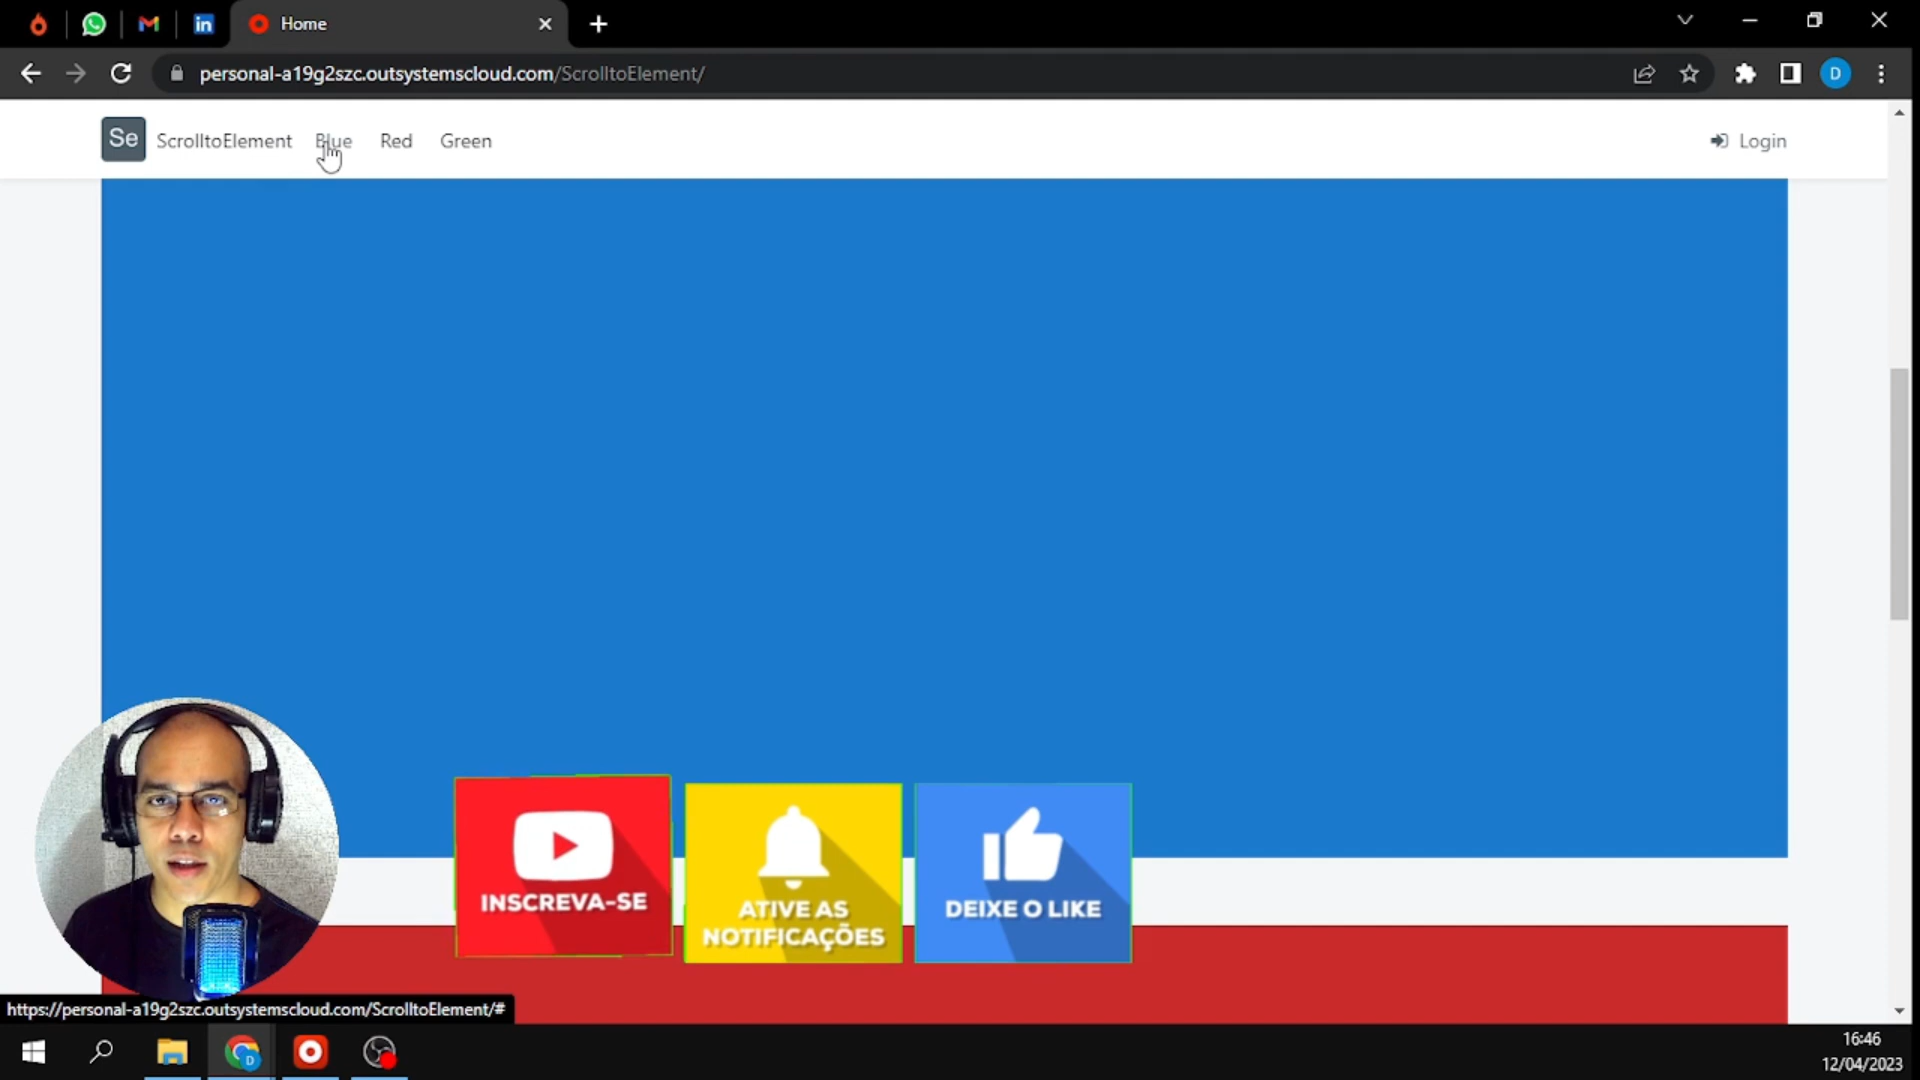 Home
personal-a19g2szc.outsystemscloud.com/ScrolltoElement/
D
Se ScrolltoElement Blue Red Green Login
INSCREVA-SE
ATIVE AS
NOTIFICAÇÕES
DEIXE O LIKE
https://personal-a19g2szc.outsystemscloud.com/ScrolltoElement/#
D
16:46
12/04/2023